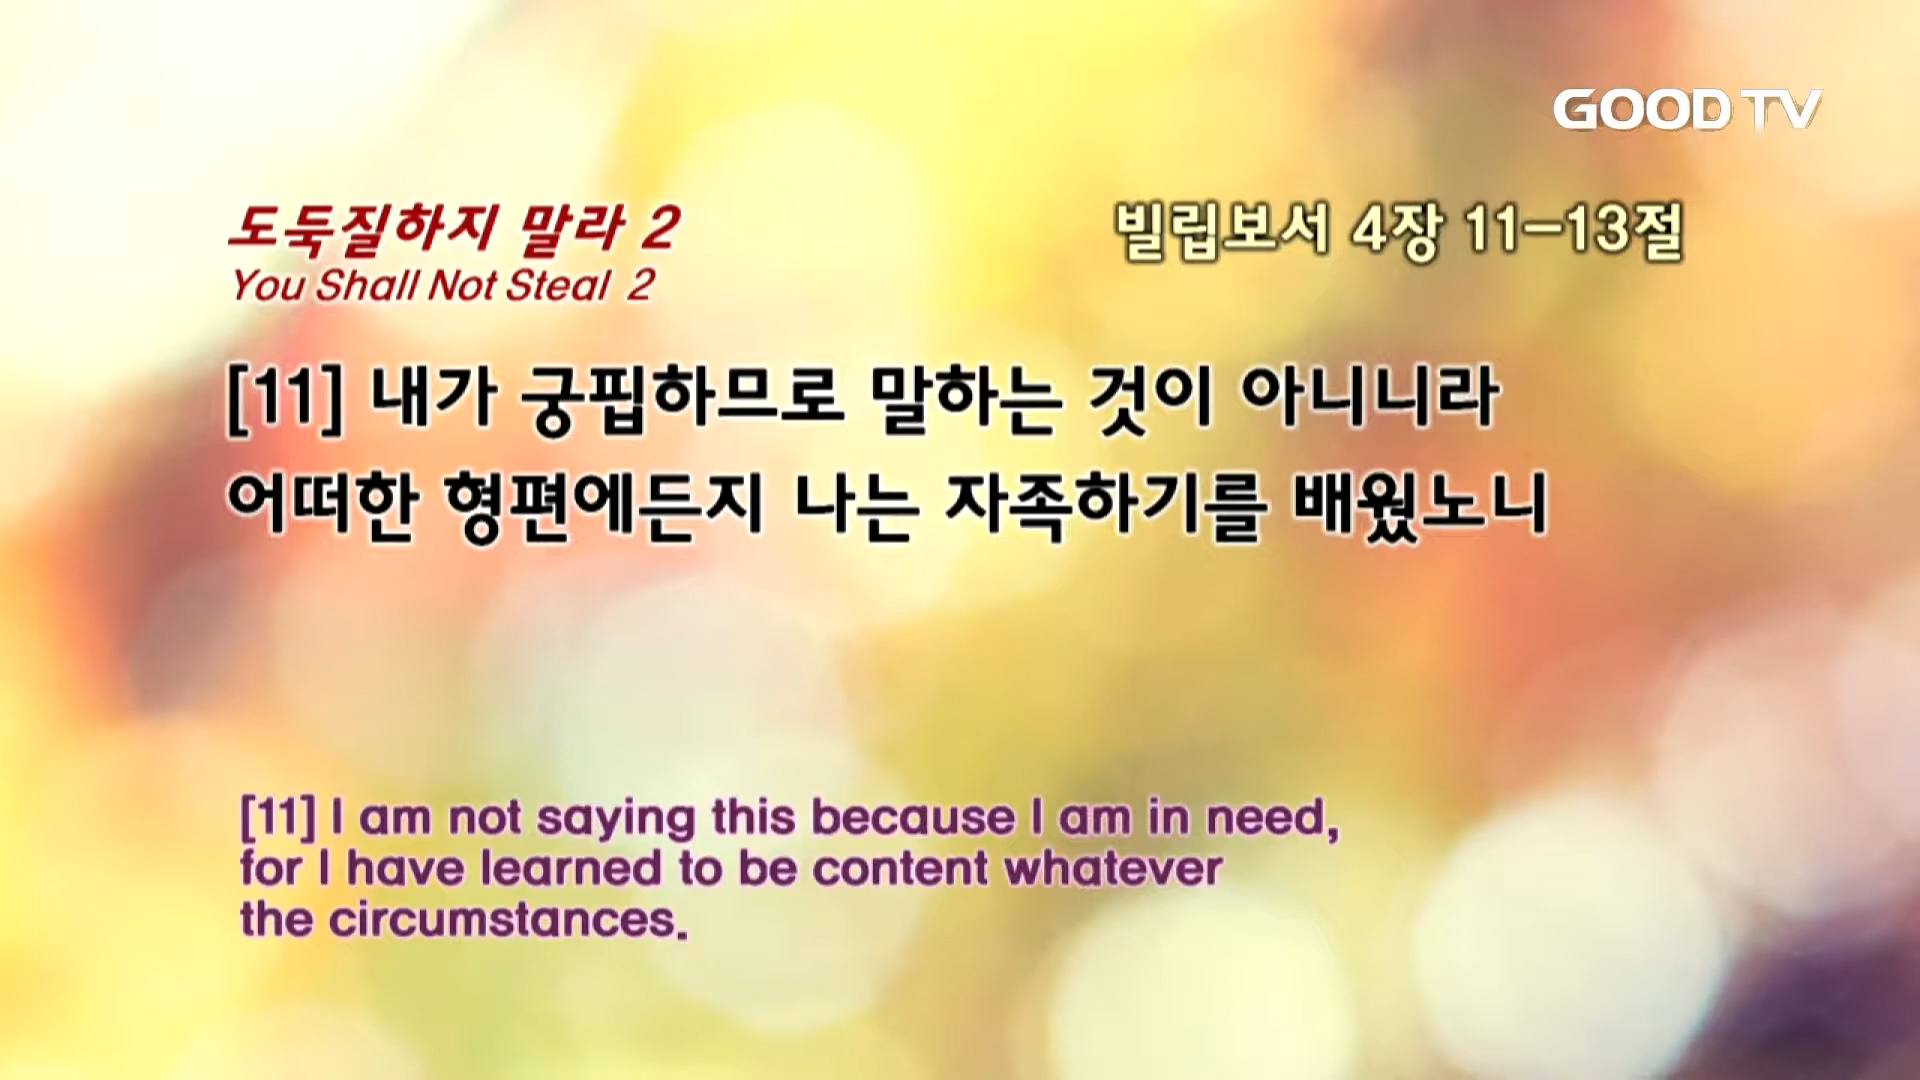 GOOD TV
도둑질하지 말라 2
You Shall Not Steal 2
빌립보서 4장 11-13절
[11] 내가 궁핍하므로 말하는 것이 아니니라
어떠한 형편에든지 나는 자족하기를 배웠노니
[11] I am not saying this because I am in need,
for I have learned to be content whatever
the circumstances.